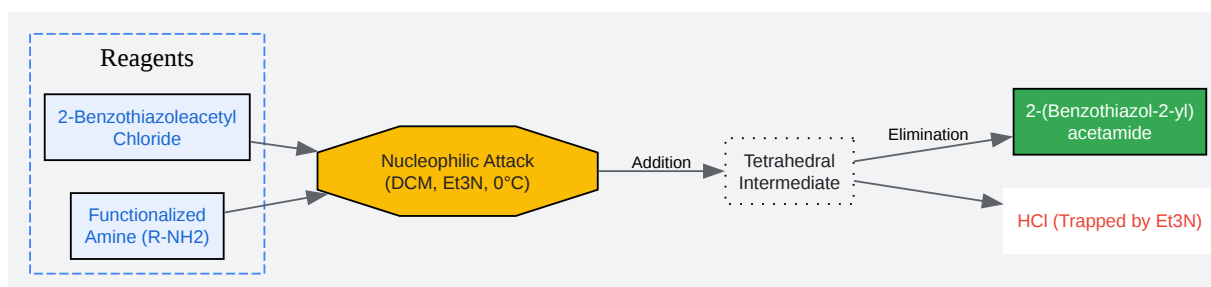 Reagents
2-Benzothiazoleacetyl
Chloride
Functionalized
Amine (R-NH2)
Nucleophilic Attack
(DCM, Et3N, 0°C)
Addition
Tetrahedral
Intermediate
Elimination
2-(Benzothiazol-2-yl)
acetamide
HCl (Trapped by Et3N)